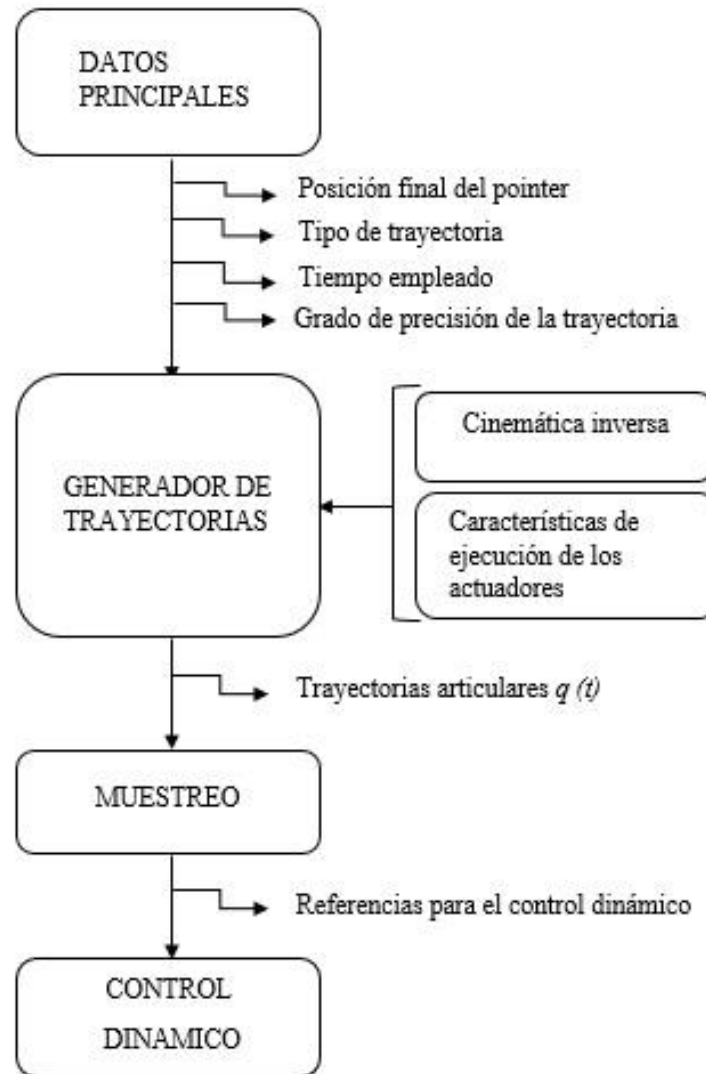 DATOS
PRINCIPALES
Posición final del pointer
Tipo de trayectoria
Tiempo empleado
Grado de precisión de la trayectoria
GENERADOR DE
TRAYECTORIAS
Cinemática inversa
Características de
ejecución de los
actuadores
Trayectorias articulares q (t)
MUESTREO
Referencias para el control dinámico
CONTROL
DINAMICO